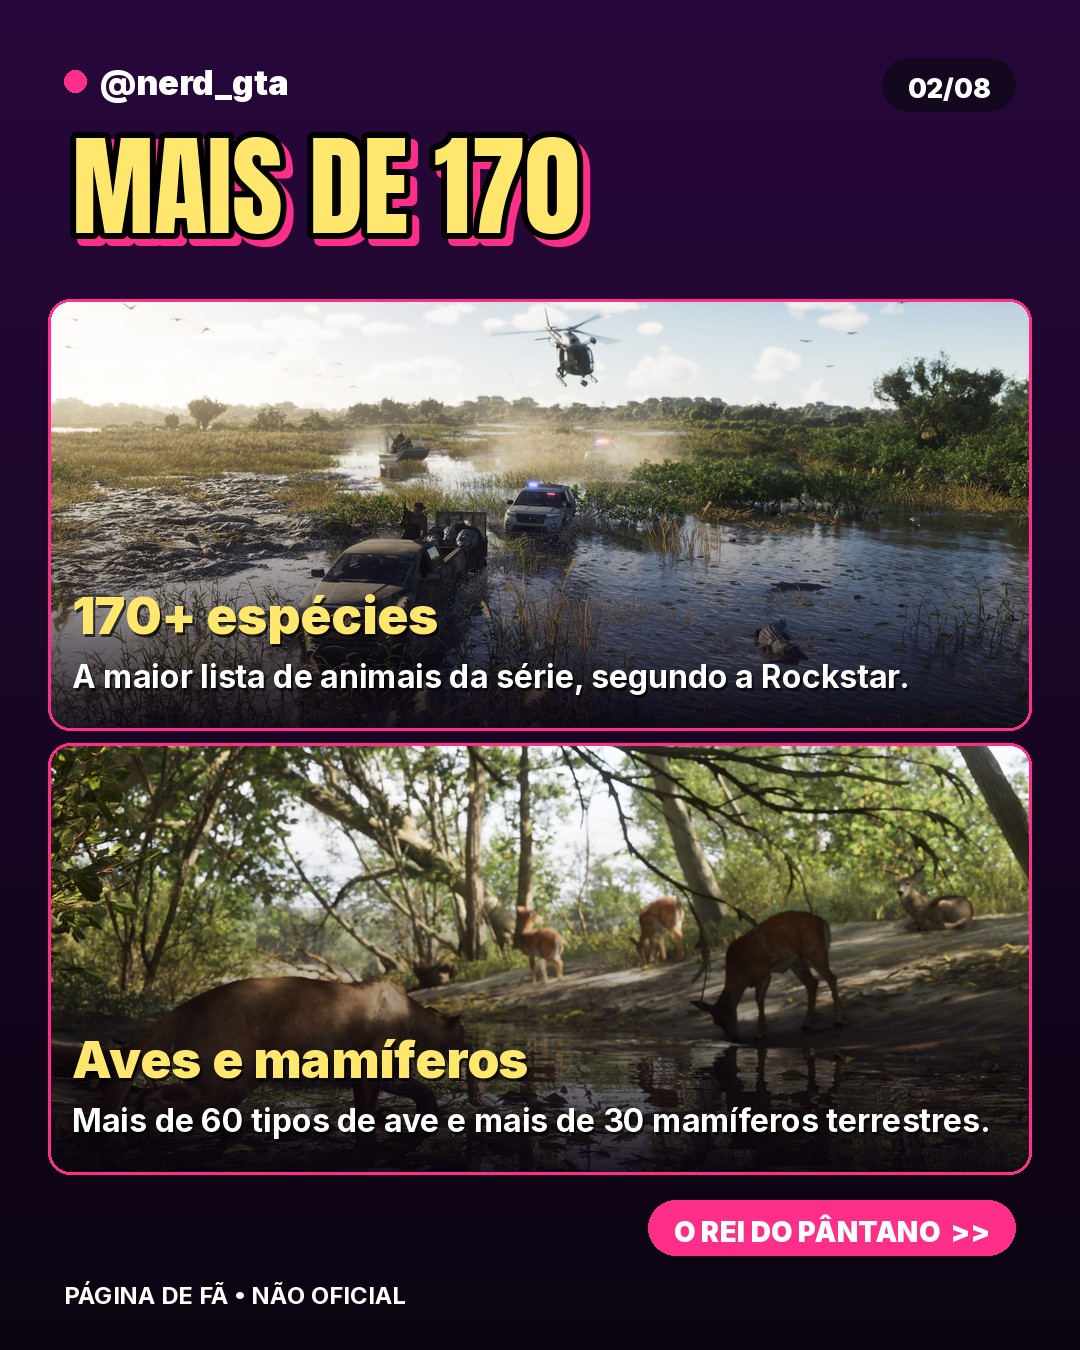 @nerd_gta
02/08
MAIS DE 170
170+ espécies
A maior lista de animais da série, segundo a Rockstar.
Aves e mamíferos
Mais de 60 tipos de ave e mais de 30 mamíferos terrestres.
O REI DO PÂNTANO >>
PÁGINA DE FÃ • NÃO OFICIAL